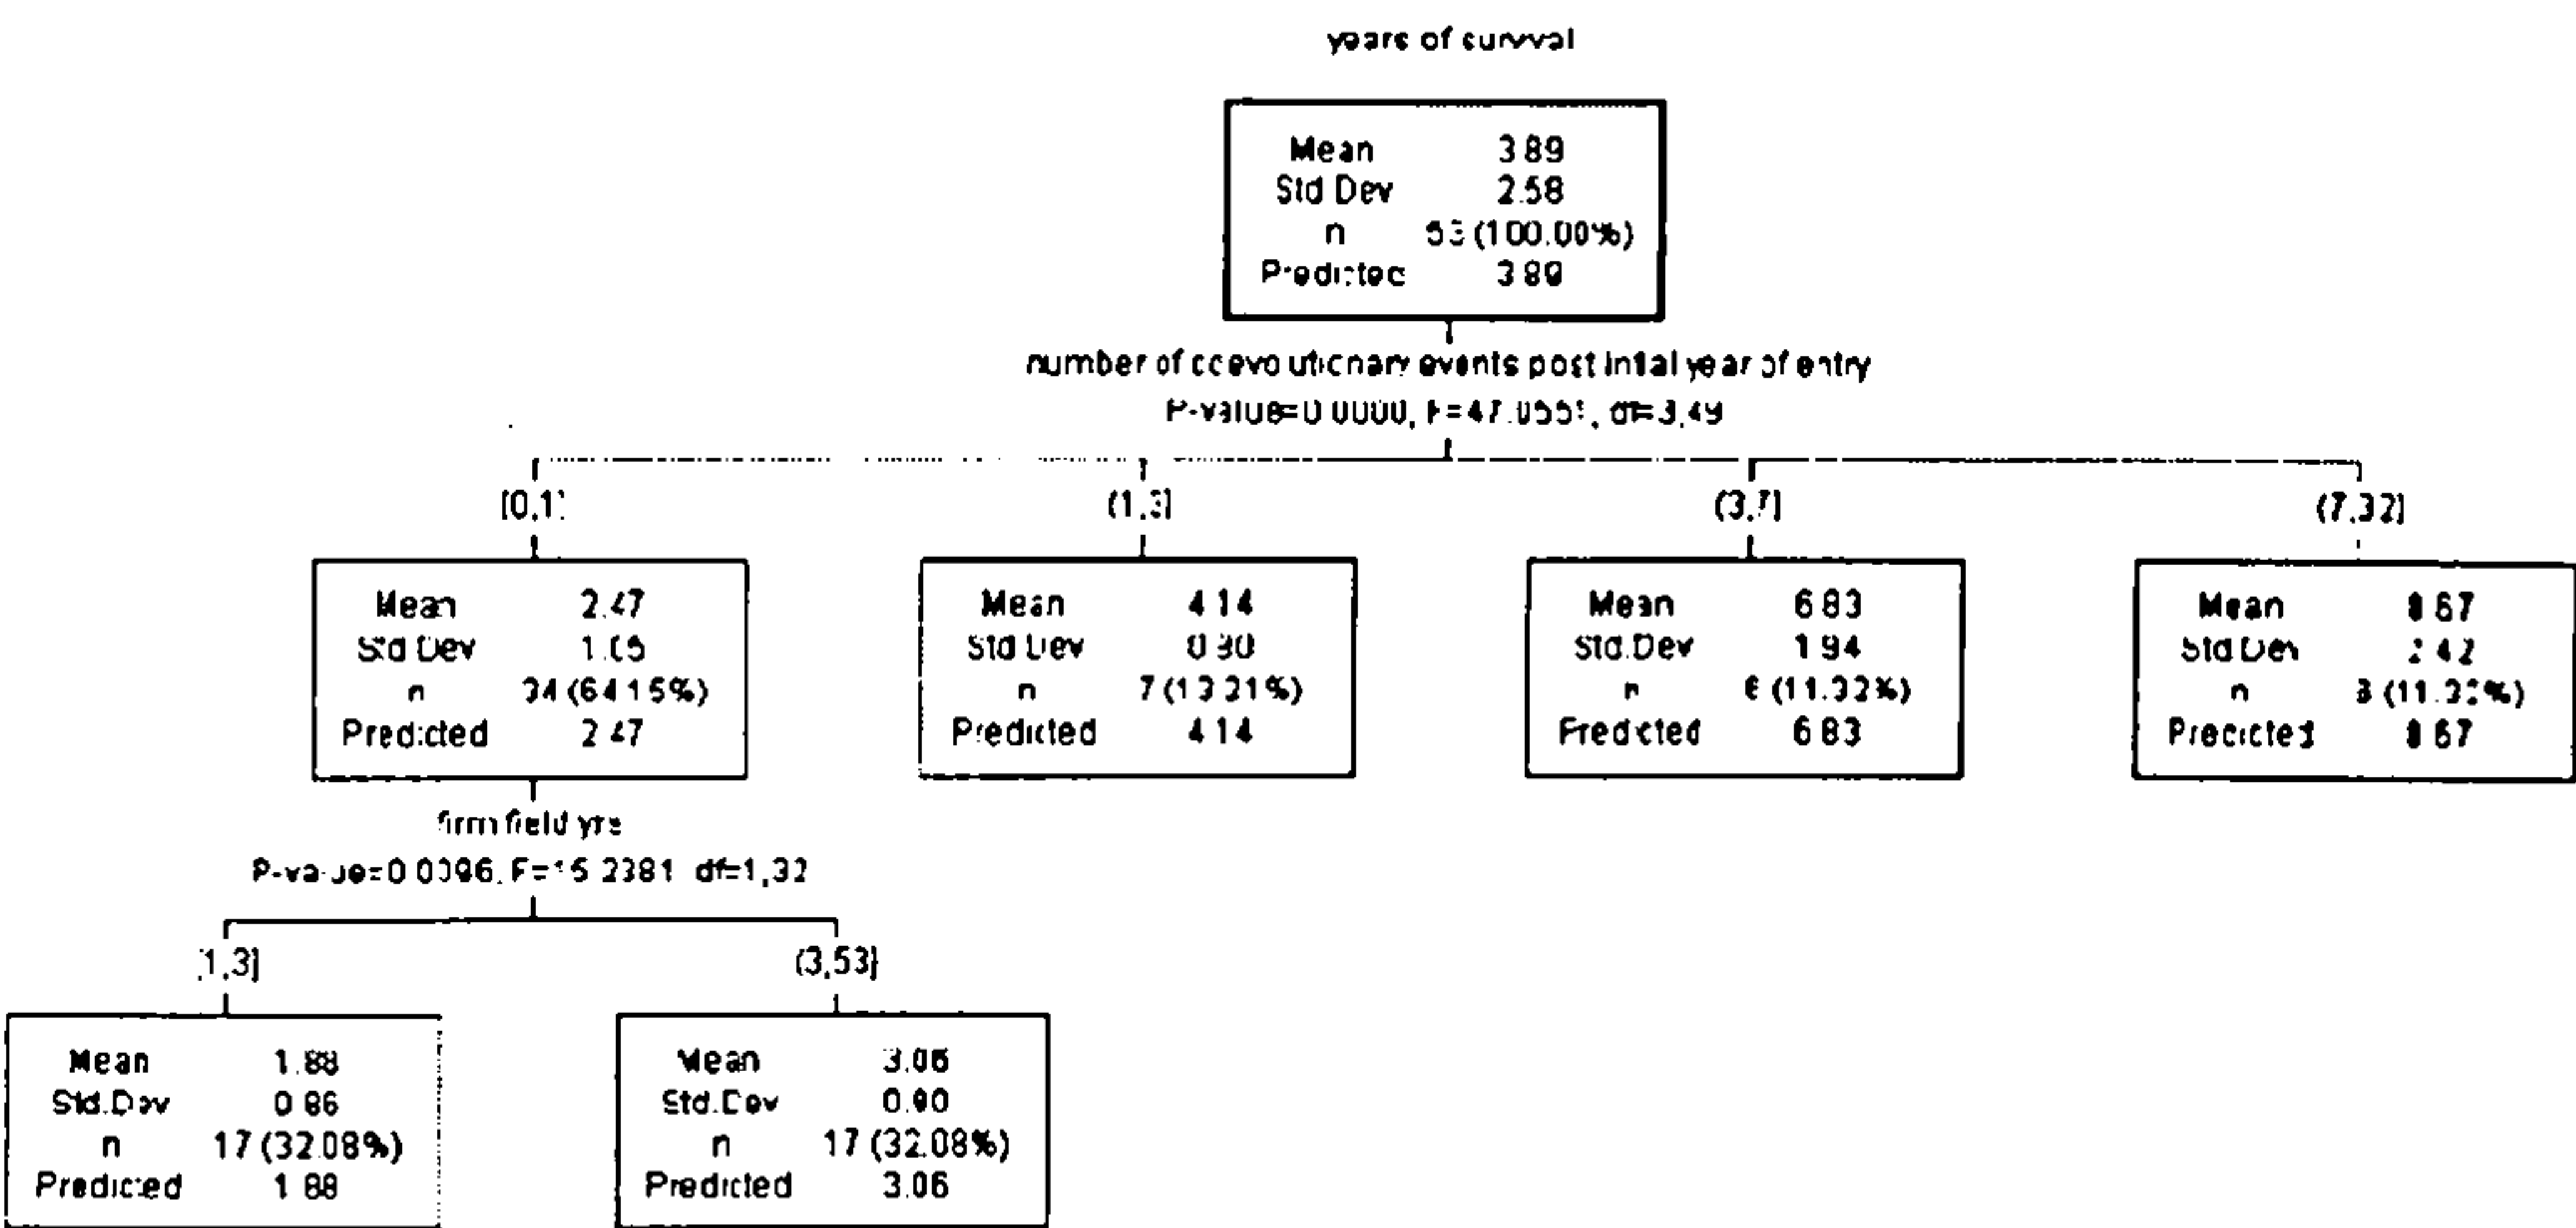 years of survival
Mean 3.89
Std Dev 2.58
n 53 (100.00%)
Predicted 3.89
number of coevolutionary events post initial year of entry
P-value=0.0000, F=47.0551, df=3,49
[0,1]
(1,3]
(3,7]
(7,32]
Mean 2.47
Std Dev 1.05
n 34 (64.15%)
Predicted 2.47
Mean 4.14
Std Dev 0.90
n 7 (13.21%)
Predicted 4.14
Mean 6.83
Std.Dev 1.94
n 6 (11.32%)
Predicted 6.83
Mean 8.67
Std Dev 2.42
n (11.32%)
Predicted 8.67
firm field yrs
P-value=0.0096, F=15.2381 df=1,32
[1,3]
(3,53]
Mean 1.88
Std.Dev 0.86
n 17 (32.08%)
Predicted 1.88
Mean 3.06
Std.Dev 0.90
n 17 (32.08%)
Predicted 3.06